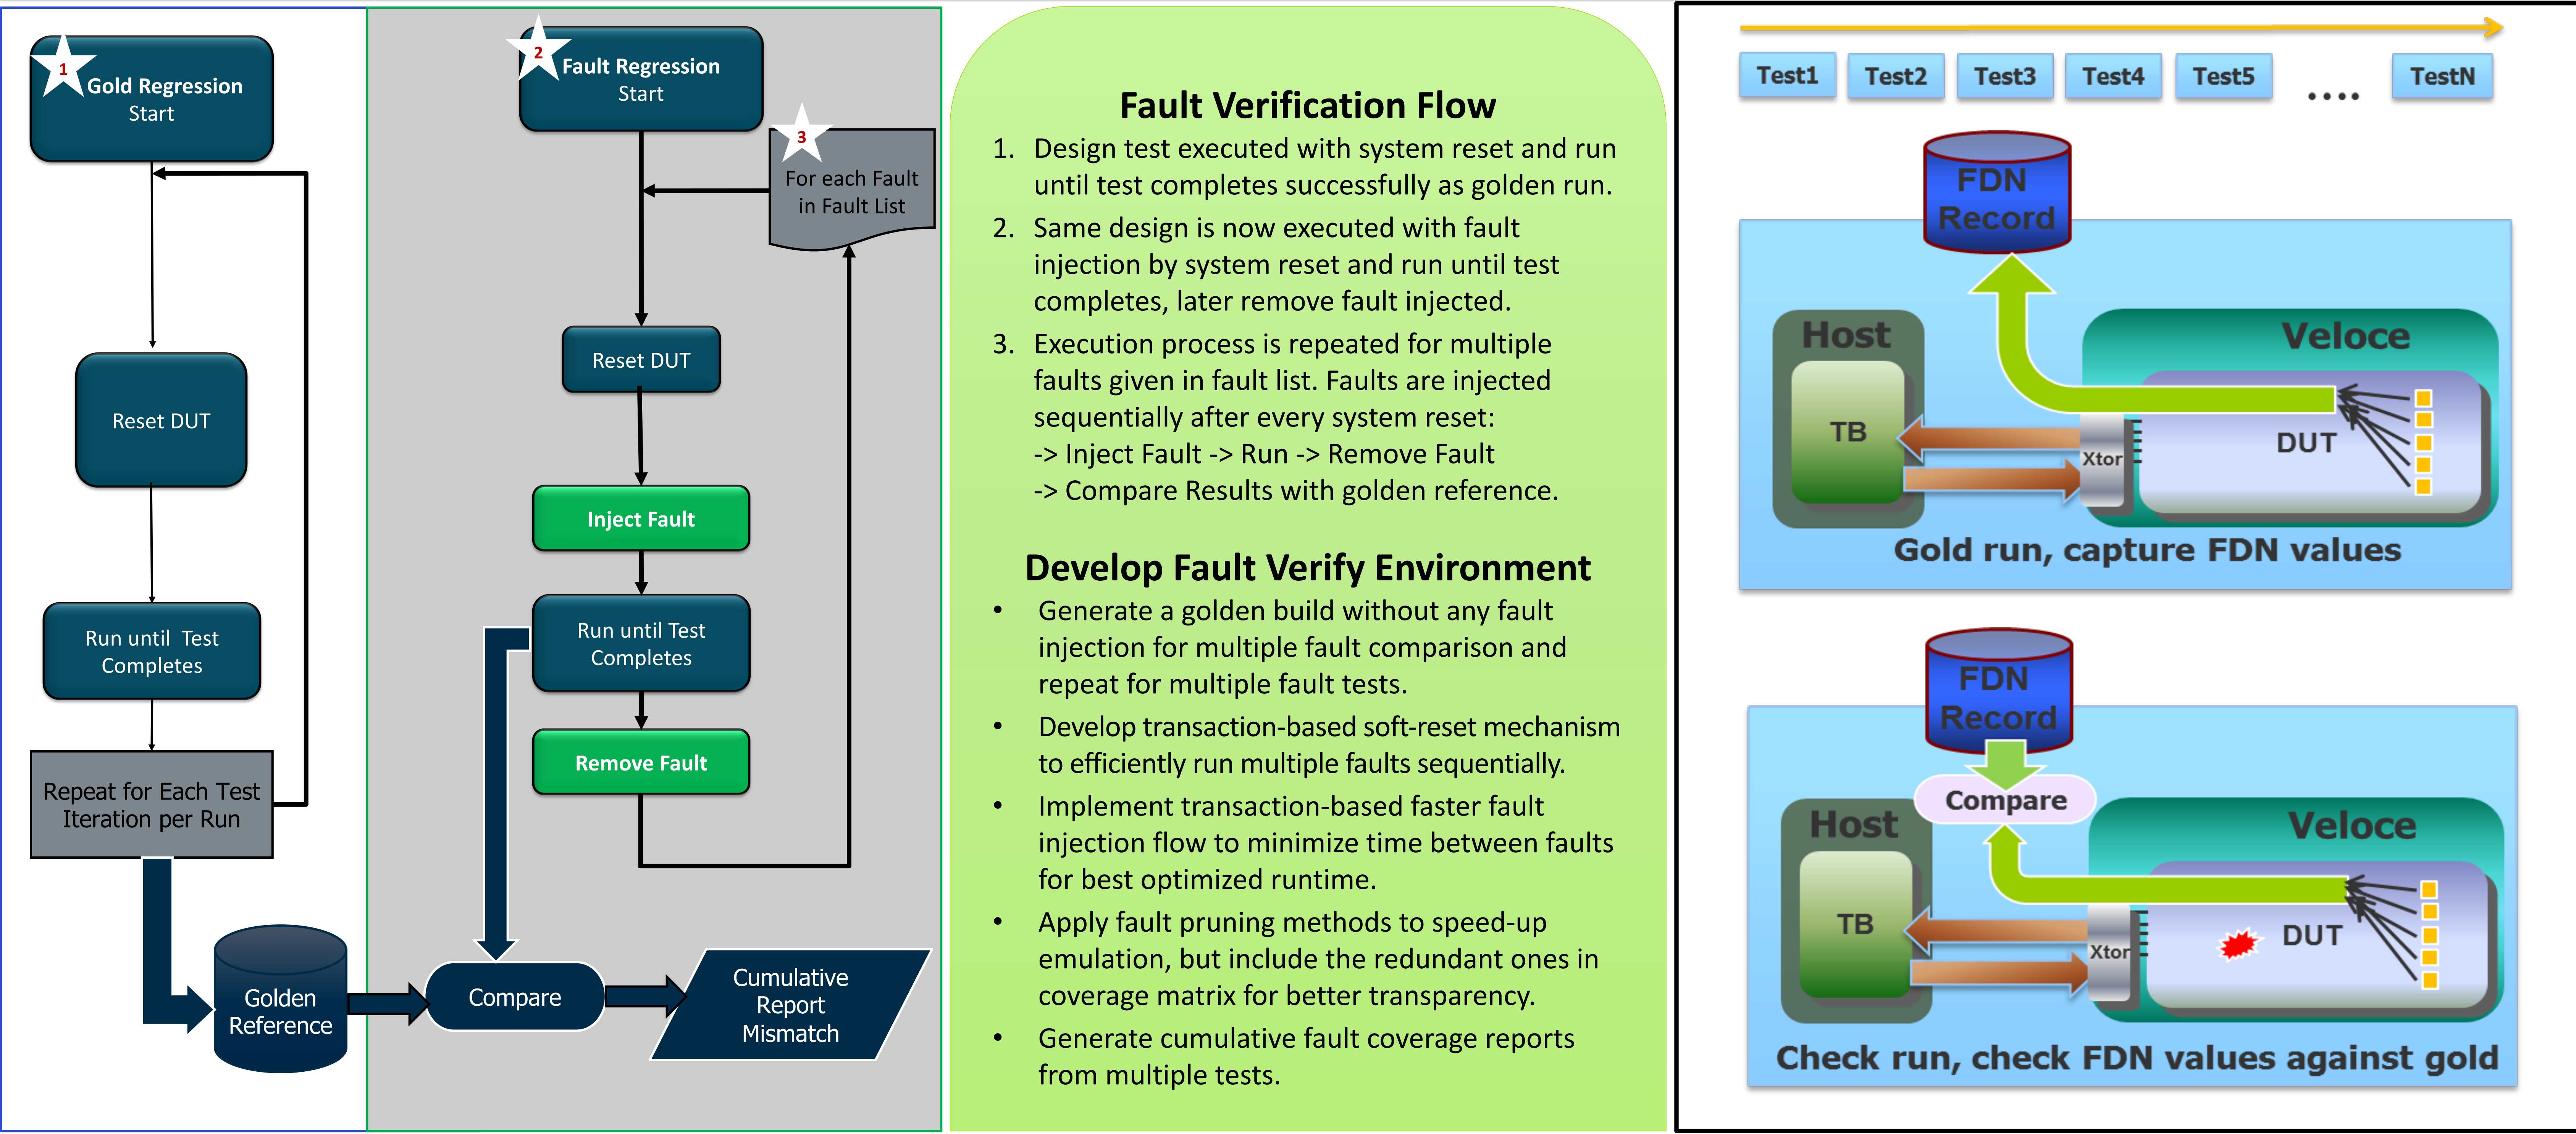 1
Gold Regression
Start
Reset DUT
Run until Test
Completes
Repeat for Each Test
Iteration per Run
Golden
Reference
2
Fault Regression
Start
3
For each Fault
in Fault List
Reset DUT
Inject Fault
Run until Test
Completes
Remove Fault
Compare
Cumulative
Report
Mismatch
Fault Verification Flow
1. Design test executed with system reset and run
until test completes successfully as golden run.
2. Same design is now executed with fault
injection by system reset and run until test
completes, later remove fault injected.
3. Execution process is repeated for multiple
faults given in fault list. Faults are injected
sequentially after every system reset:
-> Inject Fault -> Run -> Remove Fault
-> Compare Results with golden reference.
Develop Fault Verify Environment
• Generate a golden build without any fault
injection for multiple fault comparison and
repeat for multiple fault tests.
• Develop transaction-based soft-reset mechanism
to efficiently run multiple faults sequentially.
• Implement transaction-based faster fault
injection flow to minimize time between faults
for best optimized runtime.
• Apply fault pruning methods to speed-up
emulation, but include the redundant ones in
coverage matrix for better transparency.
• Generate cumulative fault coverage reports
from multiple tests.
Test1 Test2 Test3 Test4 Test5 .... TestN
FDN
Record
Host
Veloce
TB
Xtor
DUT
Gold run, capture FDN values
FDN
Record
Compare
Host
Veloce
TB
Xtor
DUT
Check run, check FDN values against gold